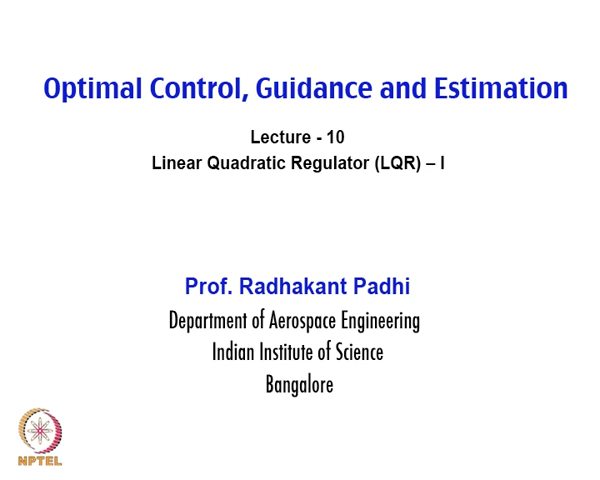 Optimal Control, Guidance and Estimation
Lecture - 10
Linear Quadratic Regulator (LQR) – I
Prof. Radhakant Padhi
Department of Aerospace Engineering
Indian Institute of Science
Bangalore
NPTEL